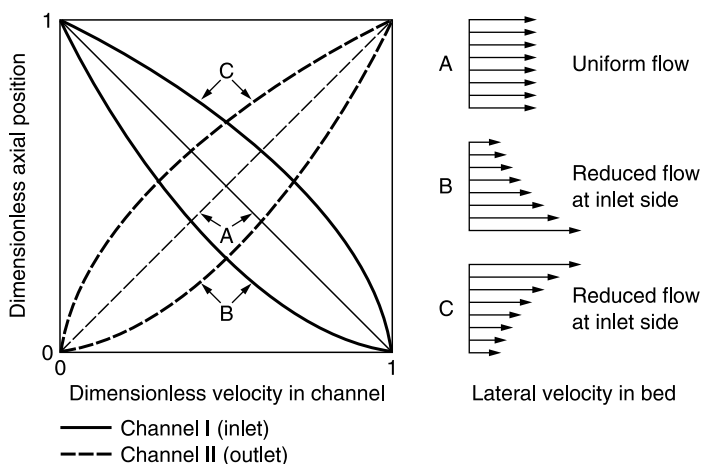 1
Dimensionless axial position
0
0
1
C
A
B
Dimensionless velocity in channel
Channel I (inlet)
Channel II (outlet)
A
Uniform flow
B
Reduced flow
at inlet side
C
Reduced flow
at inlet side
Lateral velocity in bed